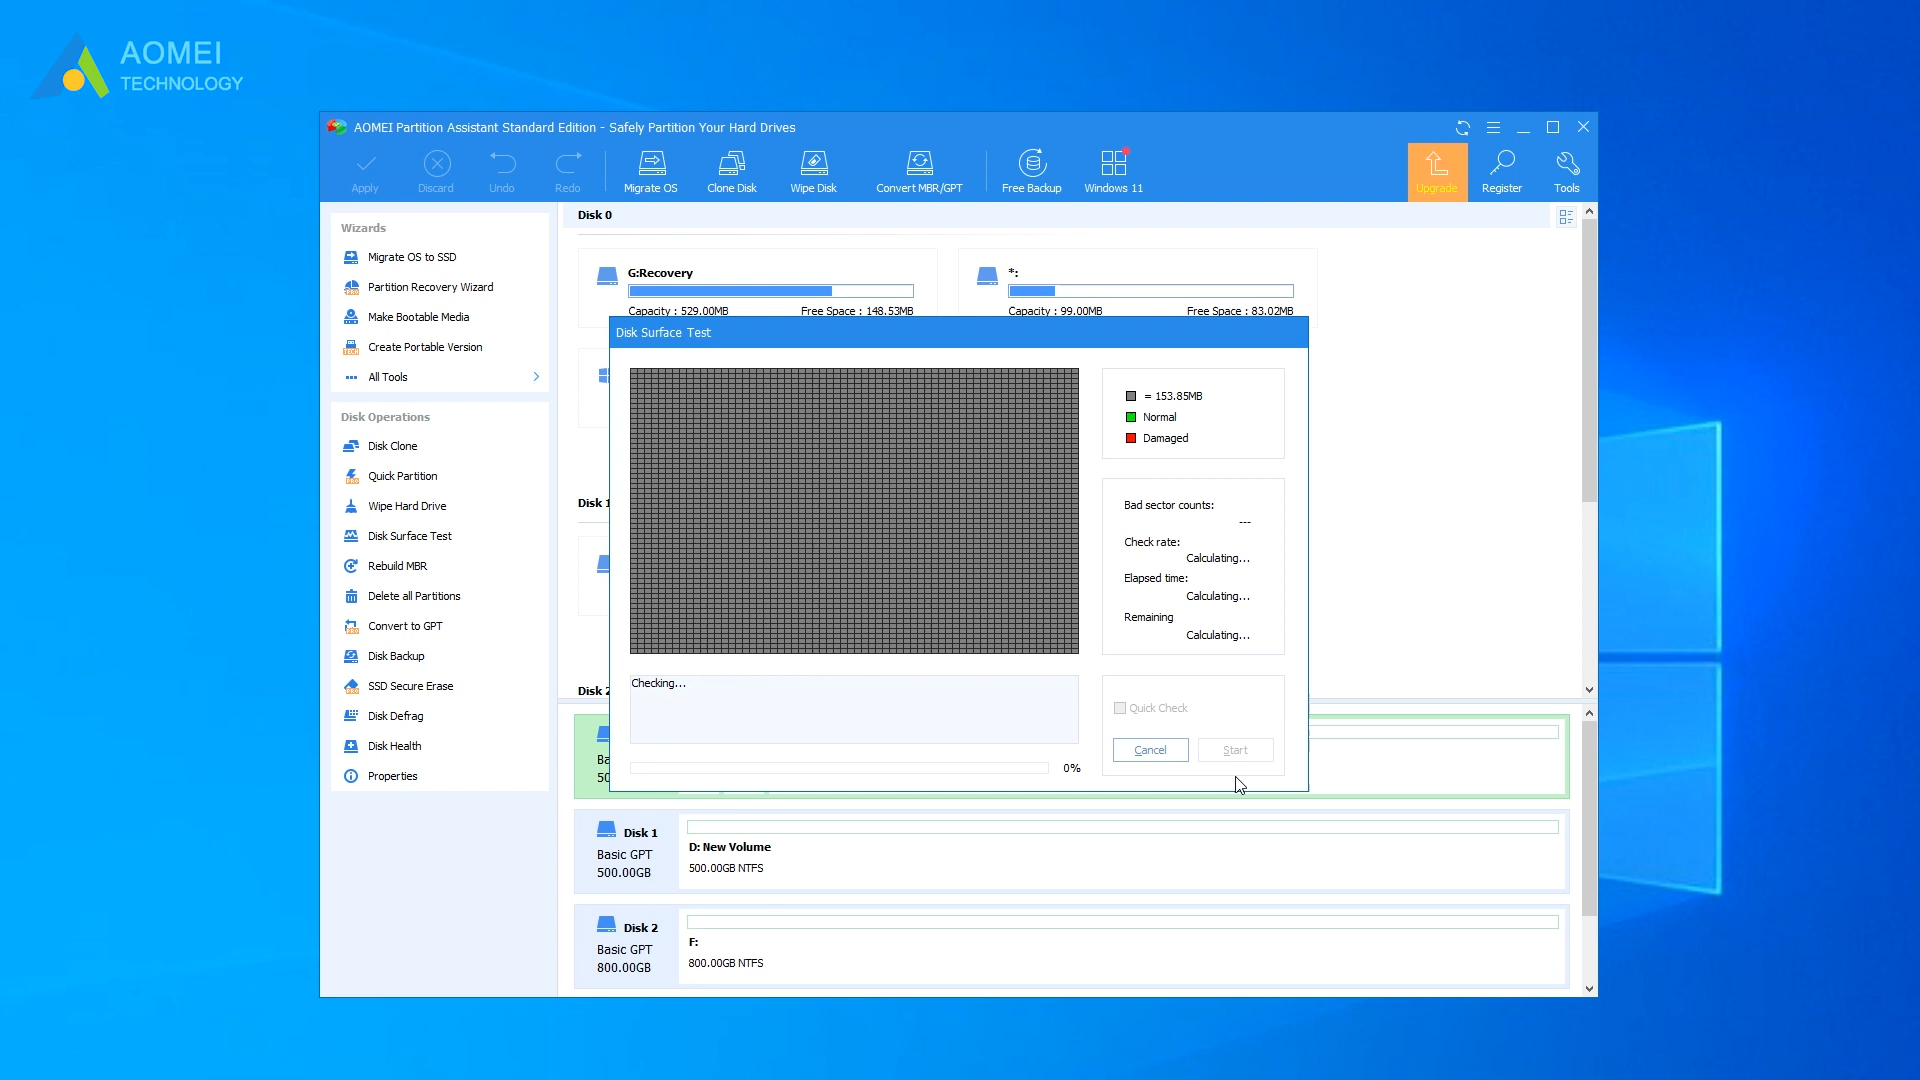 AOMEI
TECHNOLOGY
AOMEI Partition Assistant Standard Edition - Safely Partition Your Hard Drives
Apply
Discard
Undo
Redo
Migrate OS
Clone Disk
Wipe Disk
Convert MBR/GPT
Free Backup
Windows 11
Upgrade
Register
Tools
Wizards
Migrate OS to SSD
Partition Recovery Wizard
Make Bootable Media
Create Portable Version
All Tools
Disk Operations
Disk Clone
Quick Partition
Wipe Hard Drive
Disk Surface Test
Rebuild MBR
Delete all Partitions
Convert to GPT
Disk Backup
SSD Secure Erase
Disk Defrag
Disk Health
Properties
Disk 0
G:Recovery
Capacity : 529.00MB Free Space : 148.53MB
*:
Capacity : 99.00MB Free Space : 83.02MB
Disk 1
Disk 2
Disk Surface Test
= 153.85MB
Normal
Damaged
Bad sector counts:
---
Check rate:
Calculating...
Elapsed time:
Calculating...
Remaining
Calculating...
Checking...
0%
Quick Check
Cancel
Start
Ba
50
Disk 1
Basic GPT
500.00GB
D: New Volume
500.00GB NTFS
Disk 2
Basic GPT
800.00GB
F:
800.00GB NTFS